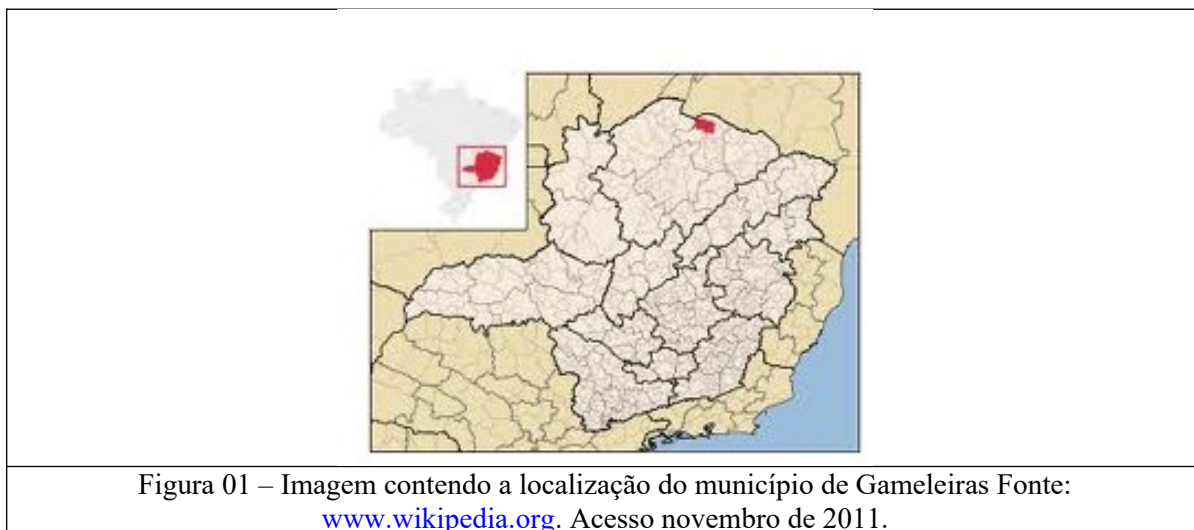 Figura 01 – Imagem contendo a localização do município de Gameleiras Fonte:
www.wikipedia.org. Acesso novembro de 2011.